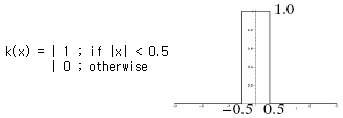 k(x) = | 1 ; if |x| < 0.5
| 0 ; otherwise
1.0
-0.5 0.5